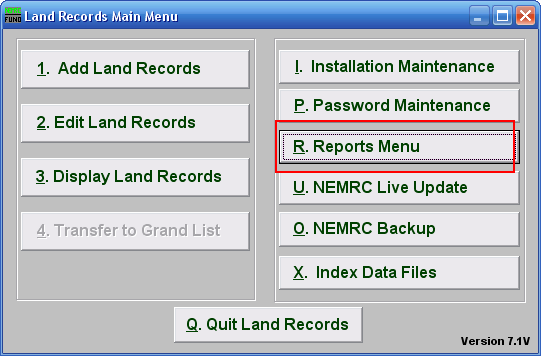 Land Records Main Menu
1. Add Land Records
2. Edit Land Records
3. Display Land Records
4. Transfer to Grand List
I. Installation Maintenance
P. Password Maintenance
R. Reports Menu
U. NEMRC Live Update
O. NEMRC Backup
X. Index Data Files
Q. Quit Land Records
Version 7.1V